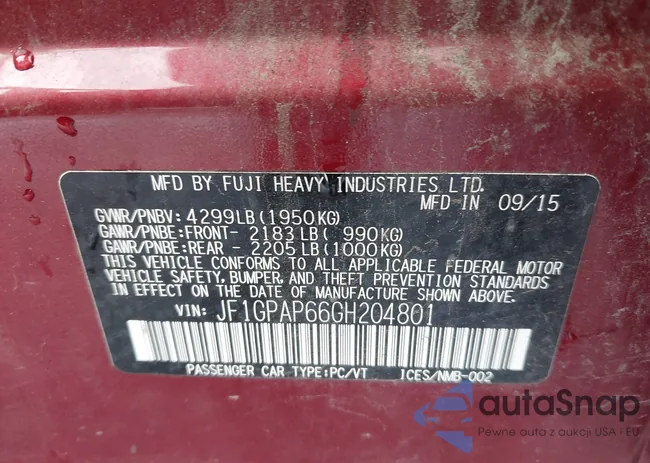 MFD BY FUJI HEAVY INDUSTRIES LTD.
MFD IN 09/15
GVWR/PNBV: 4299LB(1950KG)
GAWR/PNBE:FRONT- 2183LB( 990KG)
GAWR/PNBE:REAR - 2205LB(1000KG)
THIS VEHICLE CONFORMS TO ALL APPLICABLE FEDERAL MOTOR
VEHICLE SAFETY, BUMPER, AND THEFT PREVENTION STANDARDS
IN EFFECT ON THE DATE OF MANUFACTURE SHOWN ABOVE.
VIN: JF1GPAP66GH204801
PASSENGER CAR TYPE:PC/VT ICES/NMB-002
autoSnap
Pewne auta z aukcji USA - EU